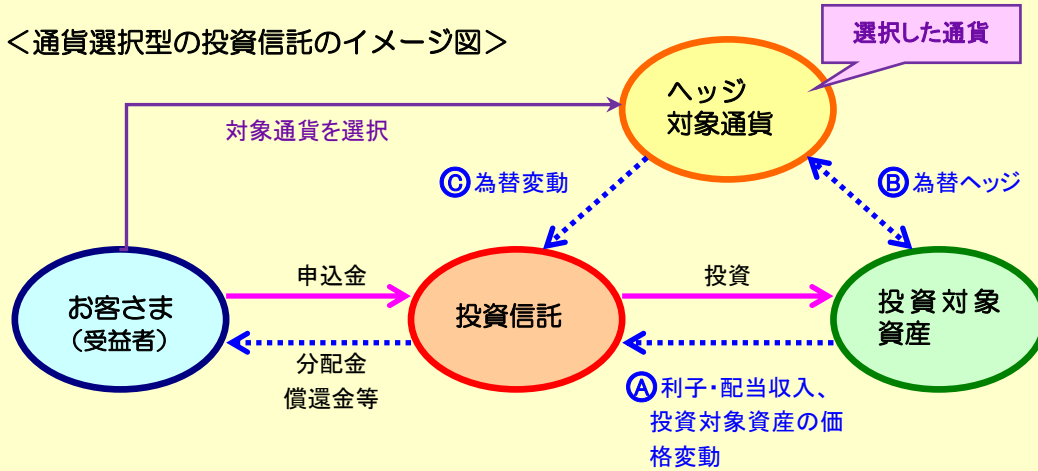 ＜通貨選択型の投資信託のイメージ図＞
選択した通貨
ヘッジ
対象通貨
対象通貨を選択
Ⓒ為替変動
Ⓑ為替ヘッジ
お客さま
（受益者）
申込金
投資信託
投資
投資対象
資産
分配金
償還金等
Ⓐ利子・配当収入、
投資対象資産の価
格変動